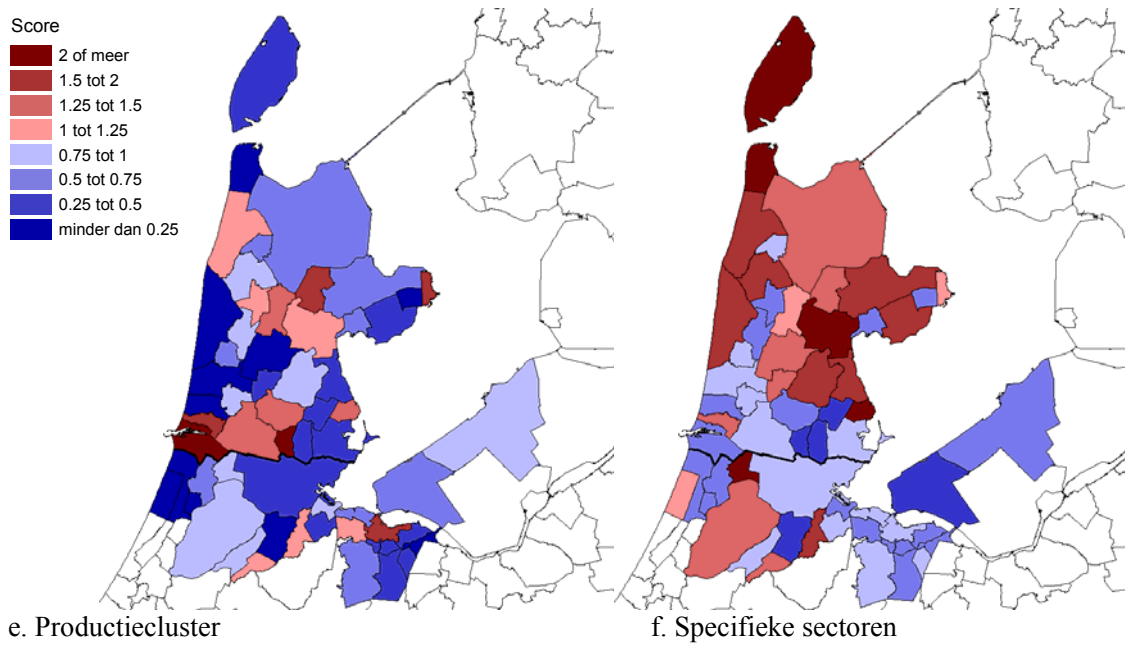 Score
2 of meer
1.5 tot 2
1.25 tot 1.5
1 tot 1.25
0.75 tot 1
0.5 tot 0.75
0.25 tot 0.5
minder dan 0.25
e. Productiecluster
f. Specifieke sectoren